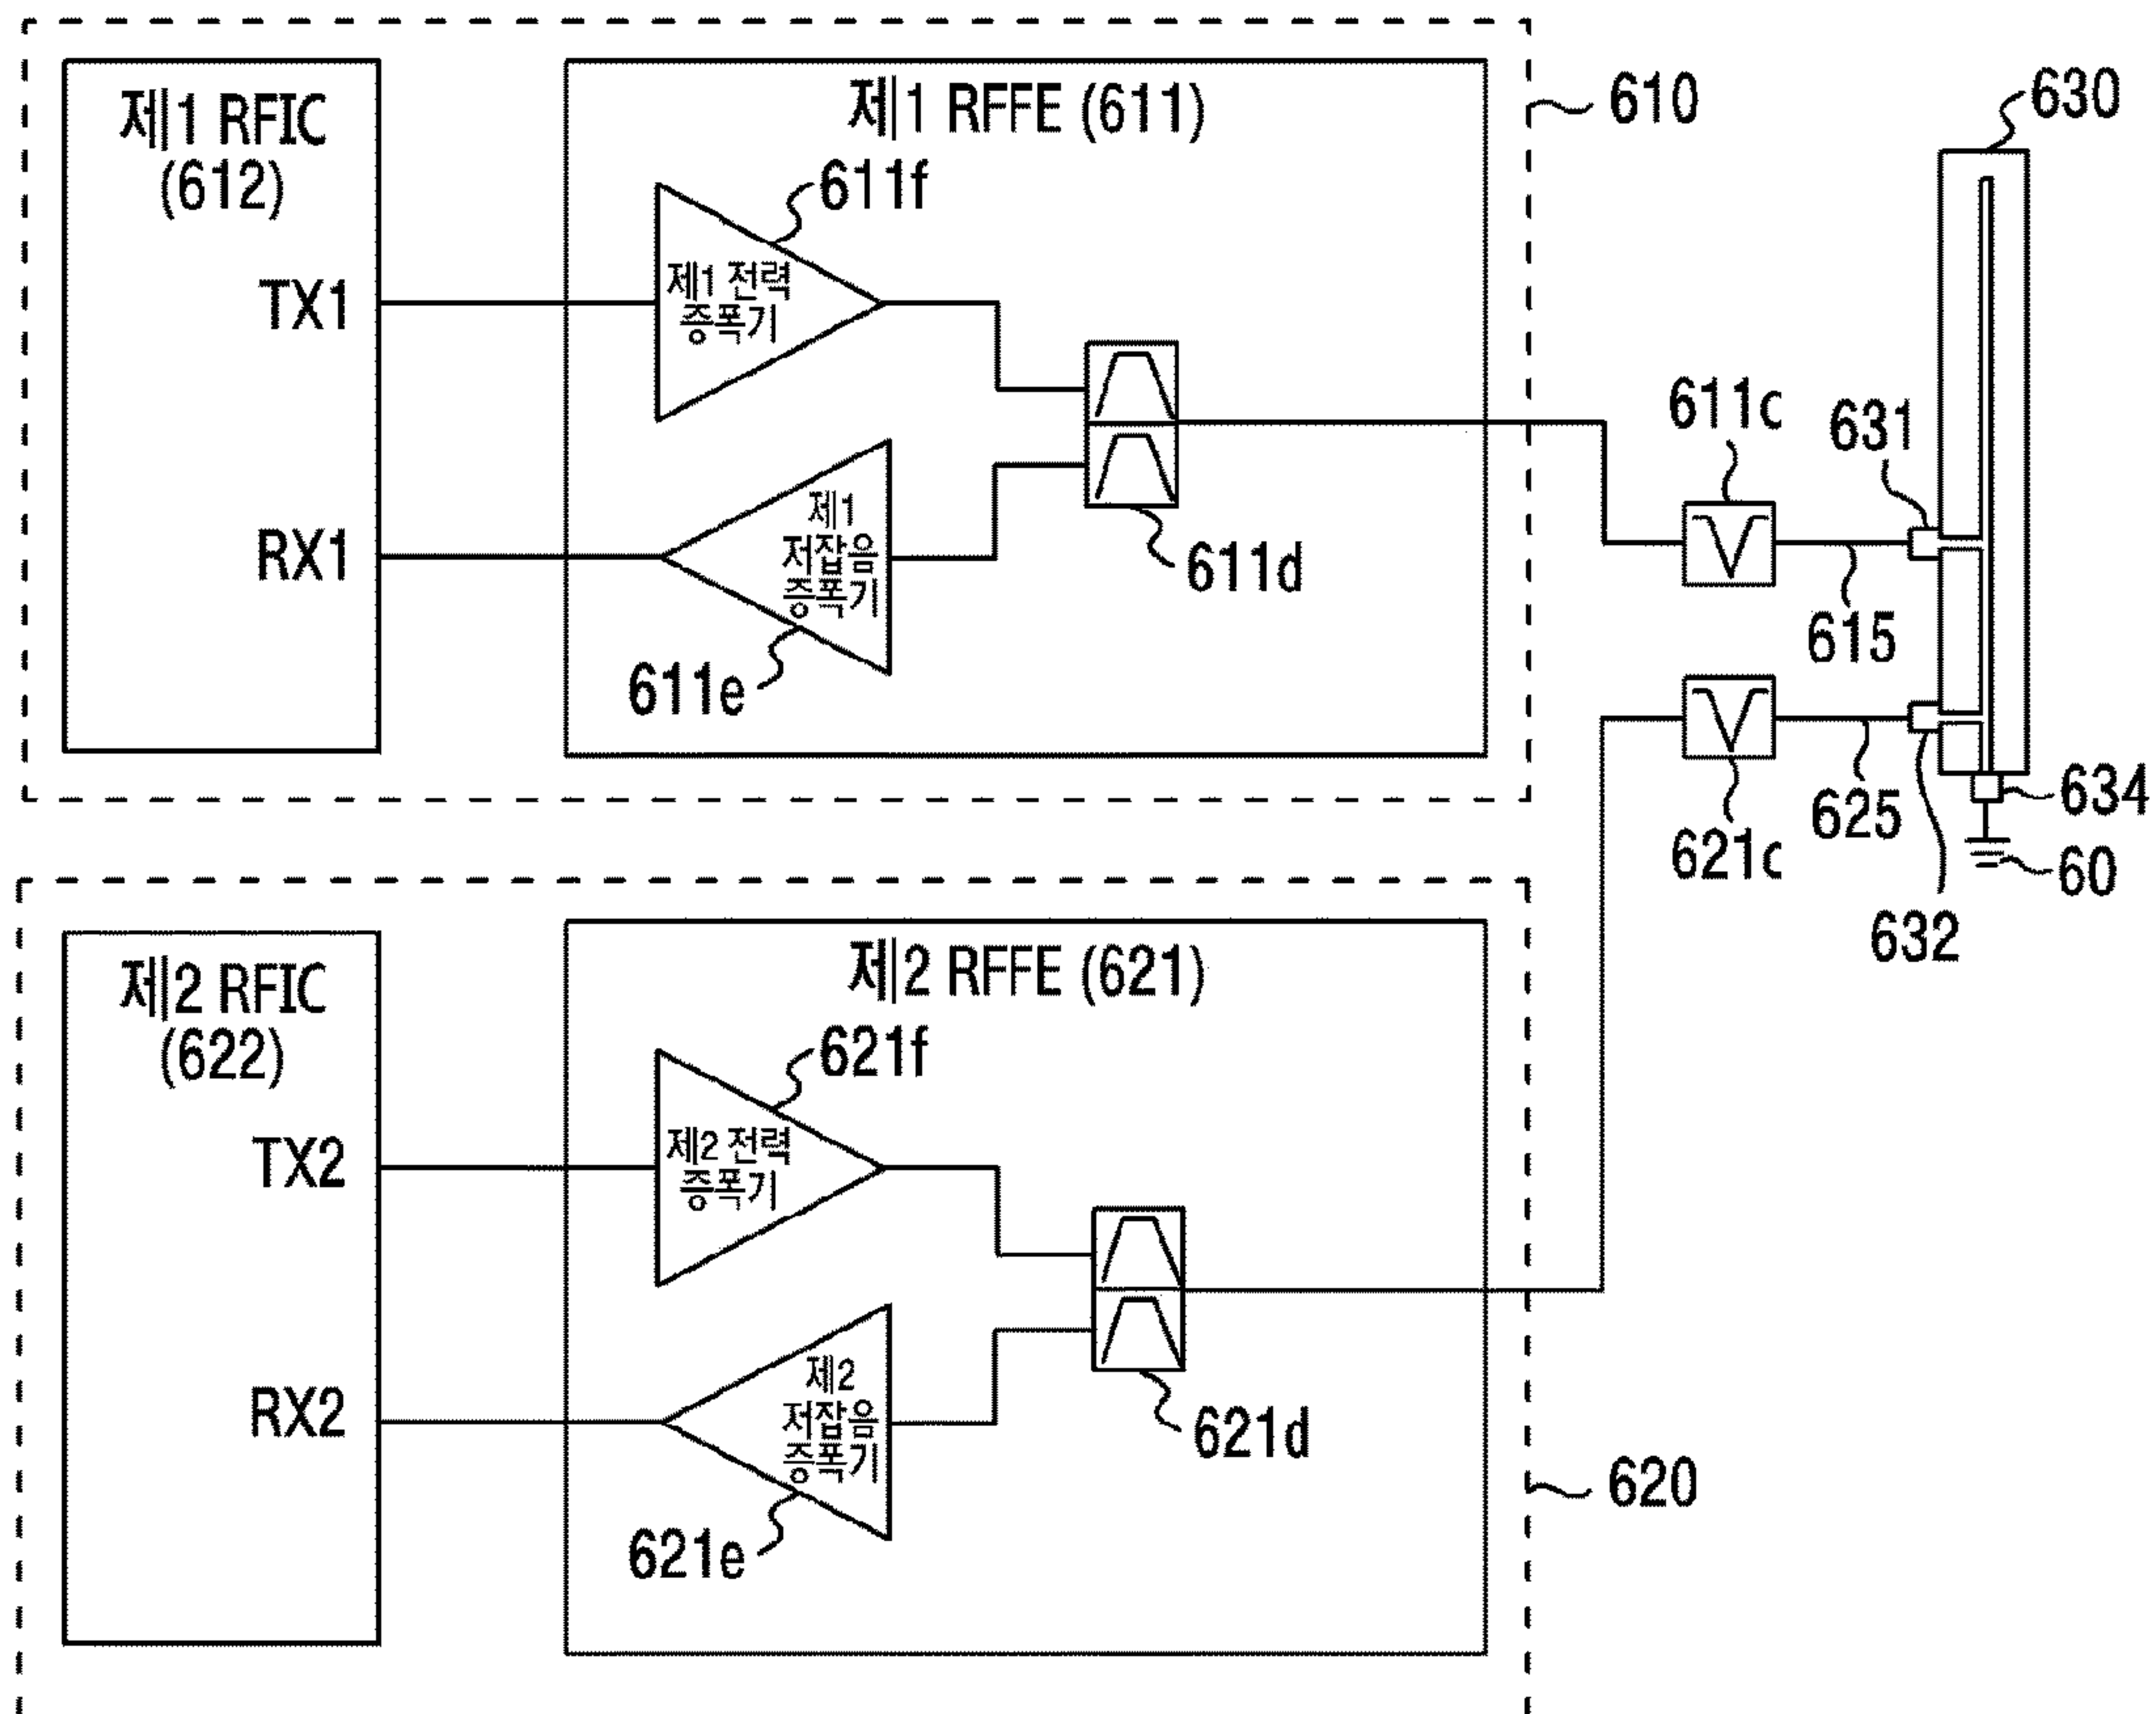 제1 RFIC
(612)
TX1
RX1
제1 RFFE (611)
611f
제1 전력
증폭기
제1
저잡음
증폭기
611e
611d
610
630
611c
631
615
621c
625
632
634
60
제2 RFIC
(622)
TX2
RX2
제2 RFFE (621)
621f
제2 전력
증폭기
제2
저잡음
증폭기
621e
621d
620